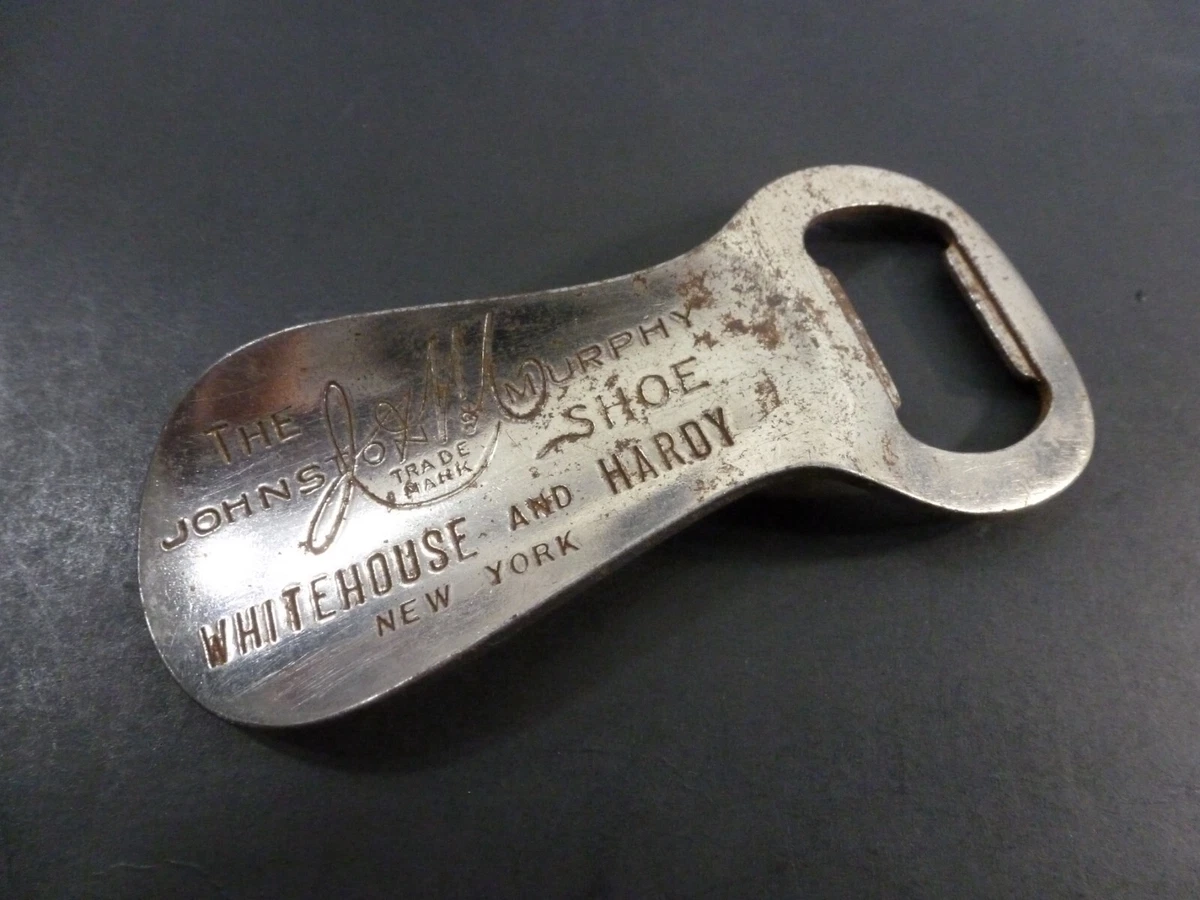 THE
JOHNSTON & MURPHY
J&M
TRADE
MARK
SHOE
WHITEHOUSE AND HARDY
NEW YORK